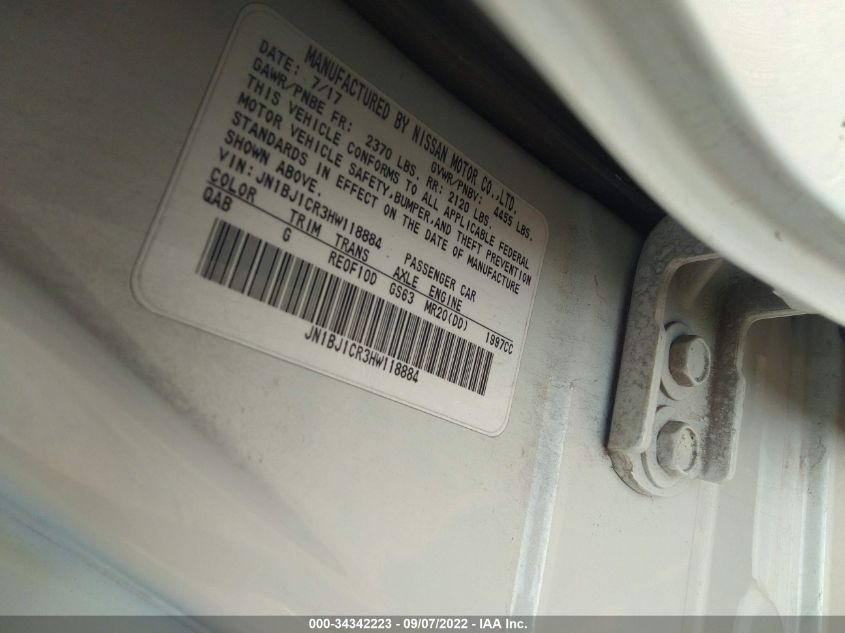 MANUFACTURED BY NISSAN MOTOR CO.,LTD.
DATE: 7/17 GVWR/PNBV: 4455 LBS.
GAWR/PNBE FR: 2370 LBS. RR: 2120 LBS.
THIS VEHICLE CONFORMS TO ALL APPLICABLE FEDERAL
MOTOR VEHICLE SAFETY,BUMPER,AND THEFT PREVENTION
STANDARDS IN EFFECT ON THE DATE OF MANUFACTURE
SHOWN ABOVE.
VIN: JN1BJ1CR3HW118884 PASSENGER CAR
COLOR TRIM TRANS AXLE ENGINE
QAB G RE0F10D GS63 MR20(DD) 1997CC
JN1BJ1CR3HW118884
000-34342223 - 09/07/2022 - IAA Inc.